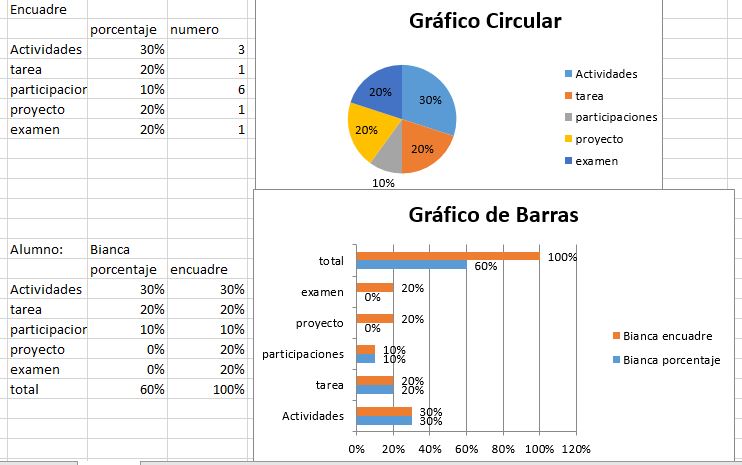 Encuadre
porcentaje numero
Actividades 30% 3
tarea 20% 1
participacior 10% 6
proyecto 20% 1
examen 20% 1
Gráfico Circular
30%
20%
10%
20%
20%
Actividades
tarea
participaciones
proyecto
examen
Alumno: Bianca
porcentaje encuadre
Actividades 30% 30%
tarea 20% 20%
participacior 10% 10%
proyecto 0% 20%
examen 0% 20%
total 60% 100%
Gráfico de Barras
total 100%
60%
examen 20%
0%
proyecto 20%
0%
participaciones 10%
10%
tarea 20%
20%
Actividades 30%
30%
0% 20% 40% 60% 80% 100% 120%
Bianca encuadre
Bianca porcentaje